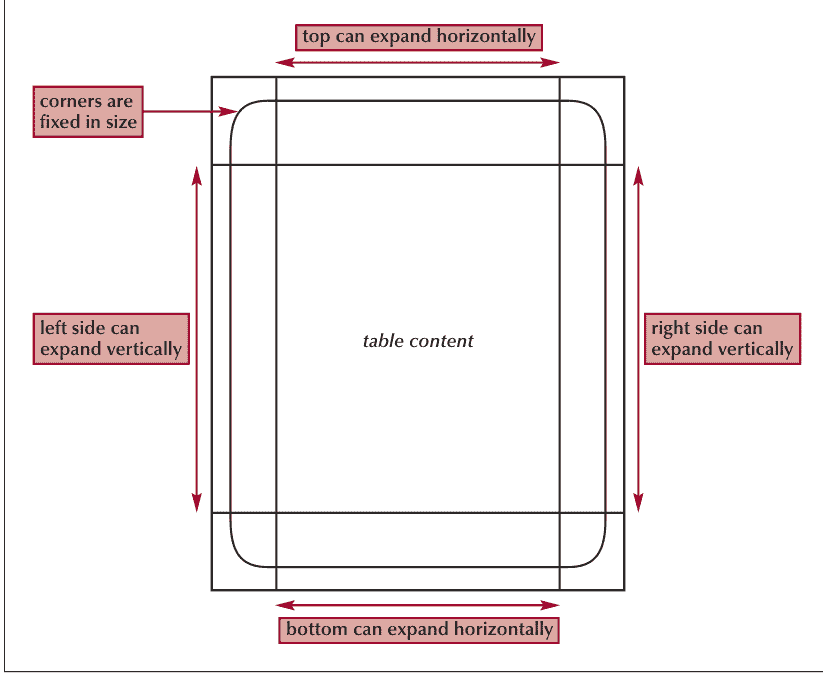 top can expand horizontally
corners are
fixed in size
left side can
expand vertically
table content
right side can
expand vertically
bottom can expand horizontally